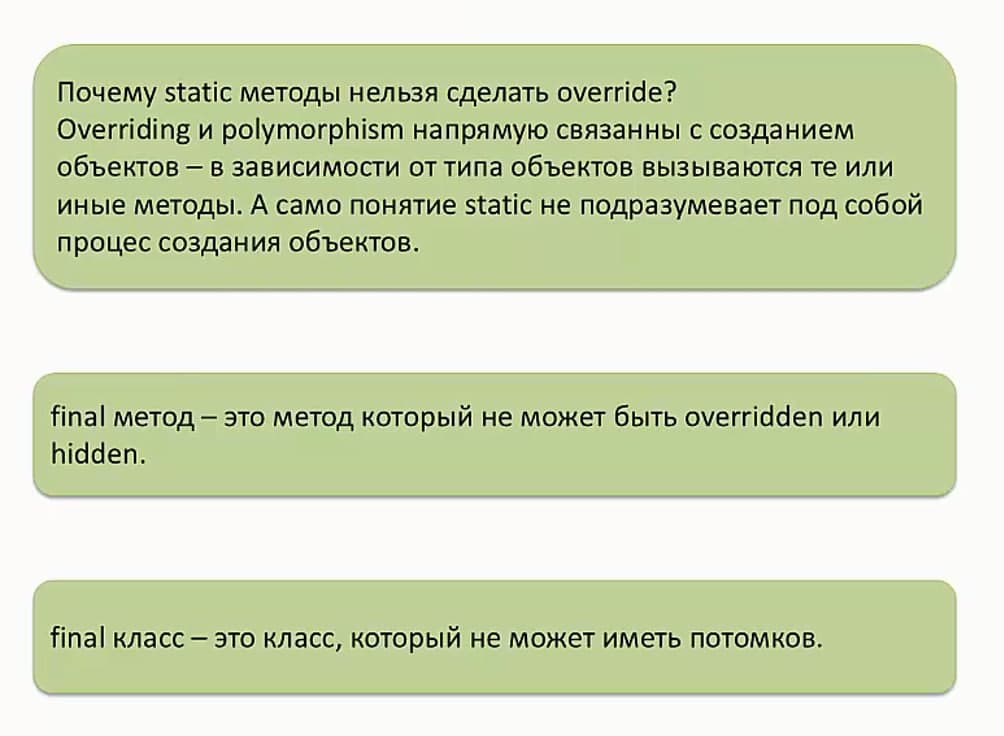 Почему static методы нельзя сделать override?
Overriding и polymorphism напрямую связанны с созданием
объектов – в зависимости от типа объектов вызываются те или
иные методы. А само понятие static не подразумевает под собой
процес создания объектов.
final метод – это метод который не может быть overridden или
hidden.
final класс – это класс, который не может иметь потомков.